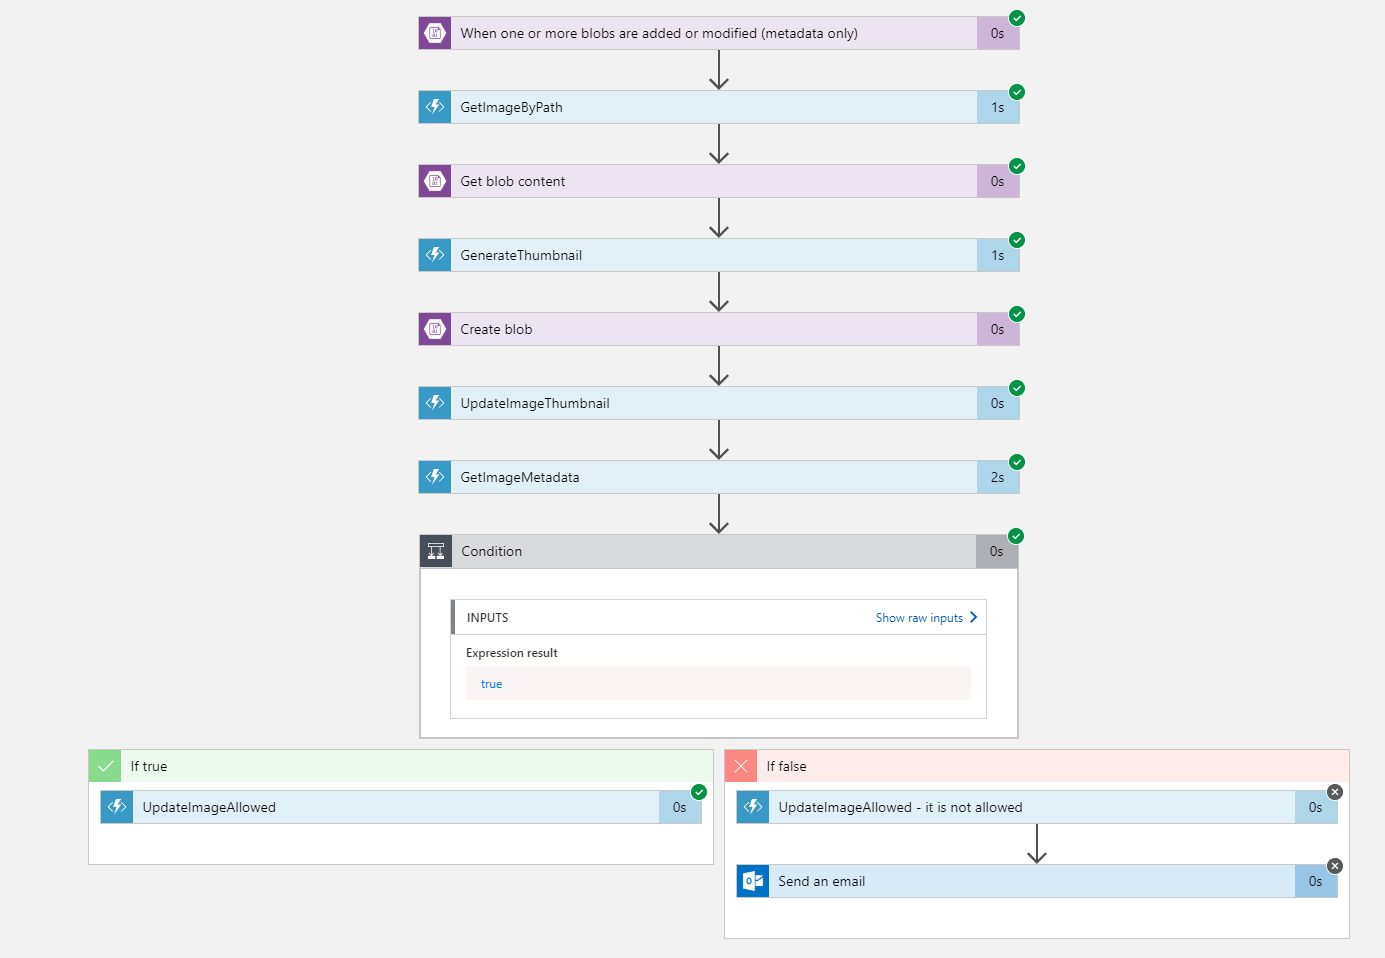 When one or more blobs are added or modified (metadata only) 0s
GetImageByPath 1s
Get blob content 0s
GenerateThumbnail 1s
Create blob 0s
UpdateImageThumbnail 0s
GetImageMetadata 2s
Condition 0s
INPUTS Show raw inputs
Expression result
true
If true
UpdateImageAllowed 0s
If false
UpdateImageAllowed - it is not allowed 0s
Send an email 0s